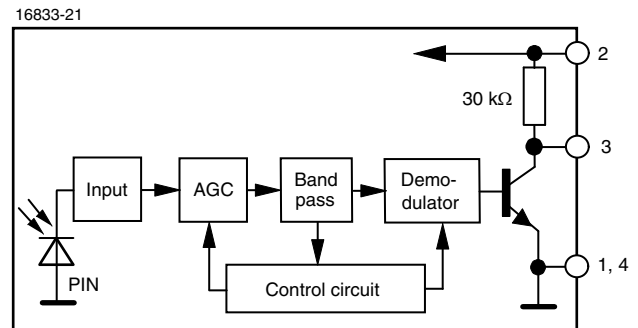 16833-21
2
30 kΩ
3
Input
AGC
Band
pass
Demo-
dulator
PIN
Control circuit
1, 4